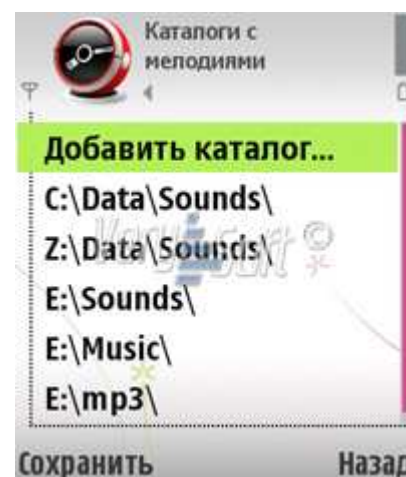 Каталоги с
мелодиями
Добавить каталог...
C:\Data\Sounds\
Z:\Data\Sounds\
E:\Sounds\
E:\Music\
E:\mp3\
Сохранить
Назад